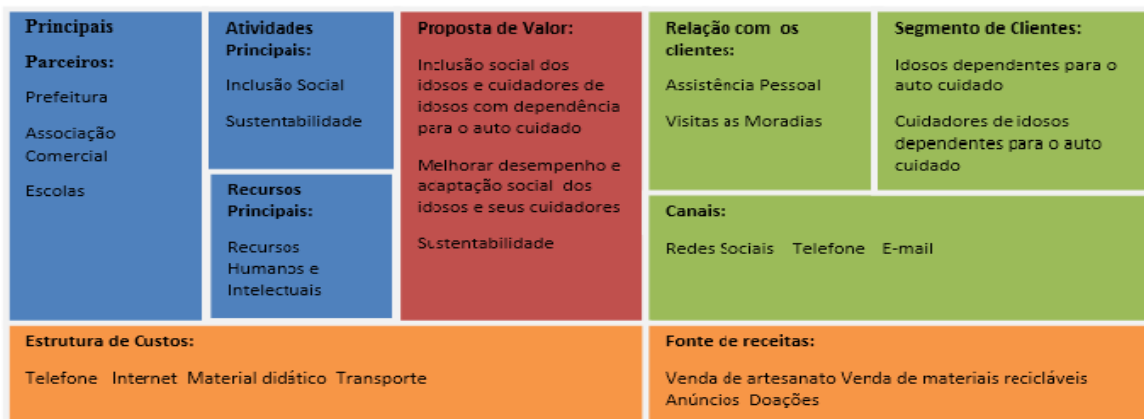 Principais
Parceiros:
Prefeitura
Associação
Comercial
Escolas
Atividades
Principais:
Inclusão Social
Sustentabilidade
Recursos
Principais:
Recursos
Humanos e
Intelectuais
Proposta de Valor:
Inclusão social dos
idosos e cuidadores de
idosos com dependência
para o auto cuidado
Melhorar desempenho e
acaptação social dos
idosos e seus cuidadores
Sustentabilidade
Relação com os
clientes:
Assistência Pessoal
Visitas as Moradias
Segmento de Clientes:
Idosos dependentes para o
auto cuidado
Cuidadores de idosos
dependentes para o auto
cuidado
Canais:
Redes Sociais Telefone E-mail
Estrutura de Custos:
Telefone Internet Material didático Transporte
Fonte de receitas:
Venda de artesanato Venda de materiais recicláveis
Anúncios Doações